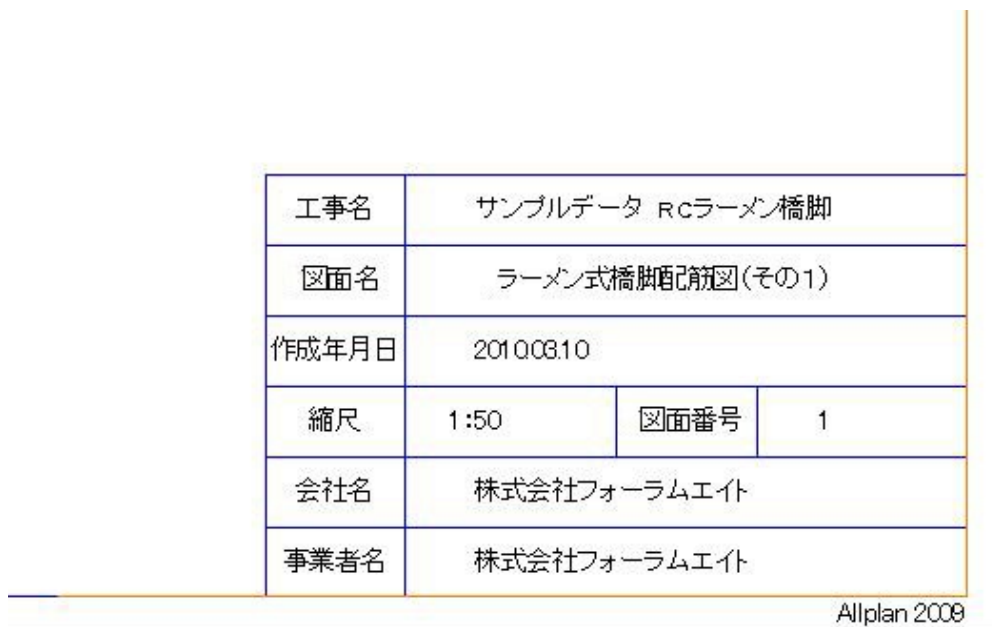 工事名 サンプルデータ RCラーメン橋脚
図面名 ラーメン式橋脚配筋図(その1)
作成年月日 2010.03.10
縮尺 1:50 図面番号 1
会社名 株式会社フォーラムエイト
事業者名 株式会社フォーラムエイト
Allplan 2009